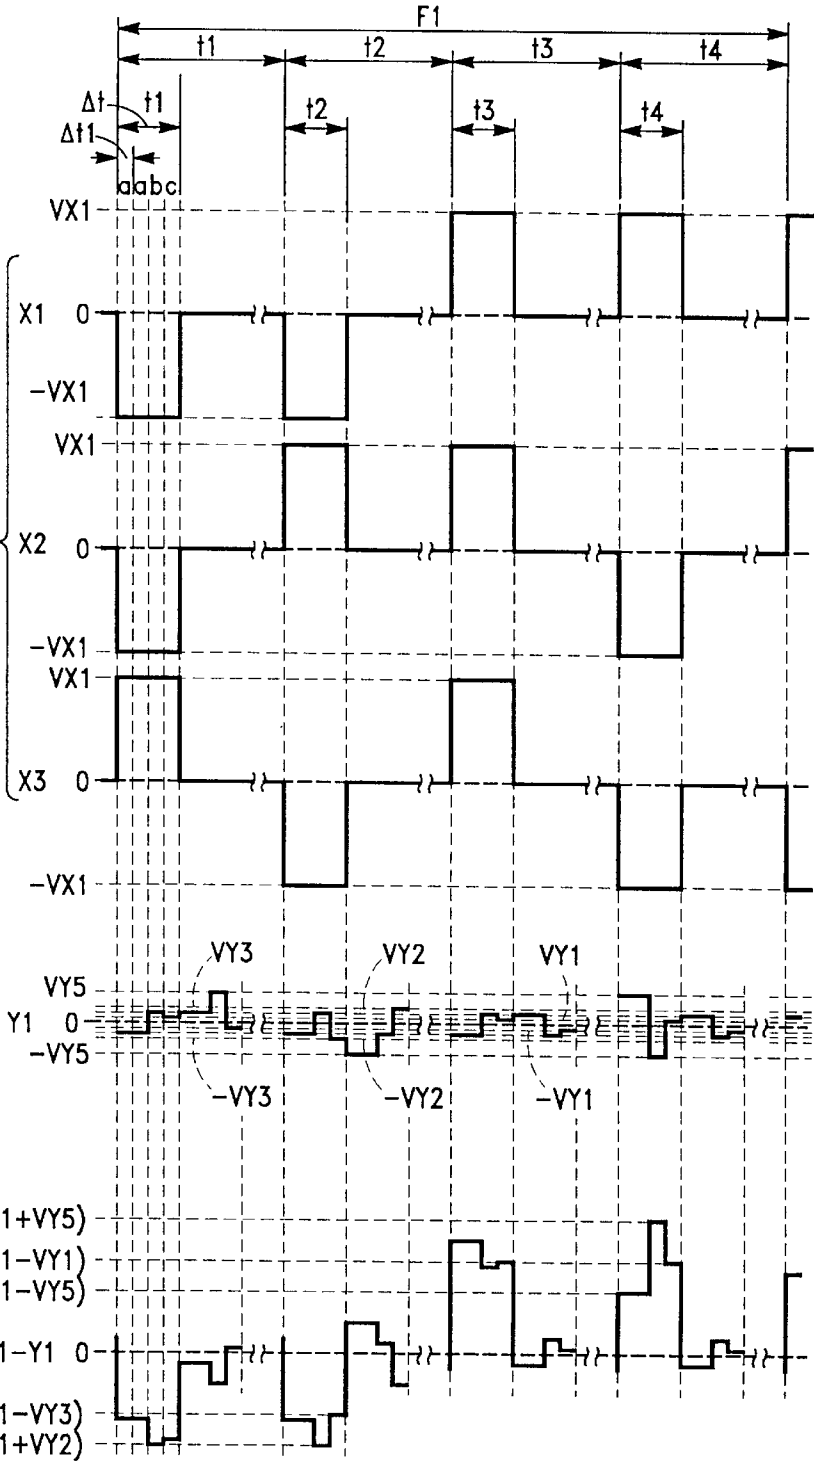 F1
t1 t2 t3 t4
Δt t1 t2 t3 t4
Δt1
a a b c
VX1
X1 0
-VX1
VX1
X2 0
-VX1
VX1
X3 0
-VX1
VY3 VY2 VY1
VY5
Y1 0
-VY5
-VY3 -VY2 -VY1
1+VY5)
1-VY1)
1-VY5)
1-Y1 0
1-VY3)
1+VY2)